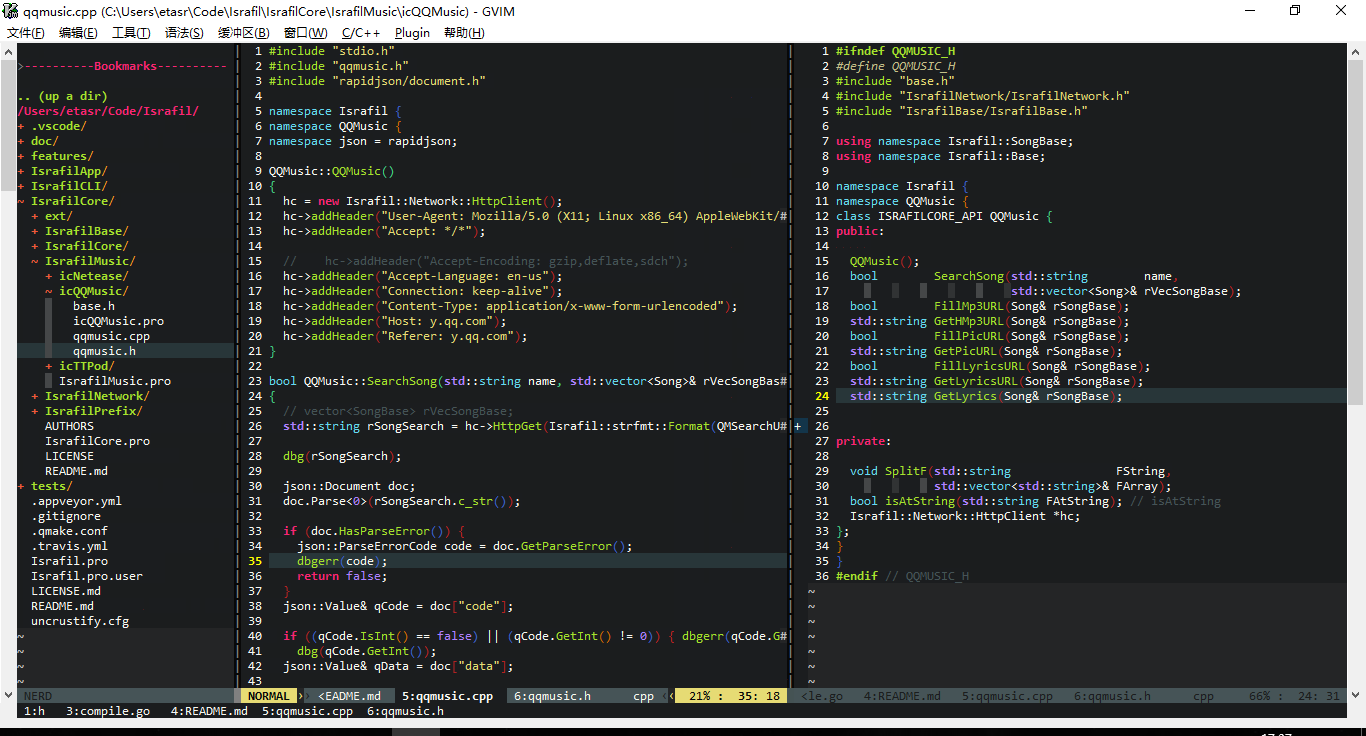 qqmusic.cpp (C:\Users\etasr\Code\Israfil\IsrafilCore\IsrafilMusic\icQQMusic) - GVIM
文件(F) 编辑(E) 工具(T) 语法(S) 缓冲区(B) 窗口(W) C/C++ Plugin 帮助(H)
>----------Bookmarks----------
.. (up a dir)
/Users/etasr/Code/Israfil/
+ .vscode/
+ doc/
+ features/
+ IsrafilApp/
+ IsrafilCLI/
~ IsrafilCore/
+ ext/
+ IsrafilBase/
+ IsrafilCore/
~ IsrafilMusic/
+ icNetease/
~ icQQMusic/
base.h
icQQMusic.pro
qqmusic.cpp
qqmusic.h
+ icTTPod/
IsrafilMusic.pro
+ IsrafilNetwork/
+ IsrafilPrefix/
AUTHORS
IsrafilCore.pro
LICENSE
README.md
+ tests/
.appveyor.yml
.gitignore
.qmake.conf
.travis.yml
Israfil.pro
Israfil.pro.user
LICENSE.md
README.md
uncrustify.cfg
~
~
~
~
NERD
1 #include "stdio.h"
2 #include "qqmusic.h"
3 #include "rapidjson/document.h"
4
5 namespace Israfil {
6 namespace QQMusic {
7 namespace json = rapidjson;
8
9 QQMusic::QQMusic()
10 {
11   hc = new Israfil::Network::HttpClient();
12   hc->addHeader("User-Agent: Mozilla/5.0 (X11; Linux x86_64) AppleWebKit/#
13   hc->addHeader("Accept: */*");
14
15   //    hc->addHeader("Accept-Encoding: gzip,deflate,sdch");
16   hc->addHeader("Accept-Language: en-us");
17   hc->addHeader("Connection: keep-alive");
18   hc->addHeader("Content-Type: application/x-www-form-urlencoded");
19   hc->addHeader("Host: y.qq.com");
20   hc->addHeader("Referer: y.qq.com");
21 }
22
23 bool QQMusic::SearchSong(std::string name, std::vector<Song>& rVecSongBas#
24 {
25   // vector<SongBase> rVecSongBase;
26   std::string rSongSearch = hc->HttpGet(Israfil::strfmt::Format(QMSearchU#
27
28   dbg(rSongSearch);
29
30   json::Document doc;
31   doc.Parse<0>(rSongSearch.c_str());
32
33   if (doc.HasParseError()) {
34     json::ParseErrorCode code = doc.GetParseError();
35     dbgerr(code);
36     return false;
37   }
38   json::Value& qCode = doc["code"];
39
40   if ((qCode.IsInt() == false) || (qCode.GetInt() != 0)) { dbgerr(qCode.G#
41     dbg(qCode.GetInt());
42   json::Value& qData = doc["data"];
43
NORMAL <EADME.md 5:qqmusic.cpp 6:qqmusic.h cpp 21% : 35: 18
1 #ifndef QQMUSIC_H
2 #define QQMUSIC_H
3 #include "base.h"
4 #include "IsrafilNetwork/IsrafilNetwork.h"
5 #include "IsrafilBase/IsrafilBase.h"
6
7 using namespace Israfil::SongBase;
8 using namespace Israfil::Base;
9
10 namespace Israfil {
11 namespace QQMusic {
12 class ISRAFILCORE_API QQMusic {
13 public:
14
15   QQMusic();
16   bool        SearchSong(std::string        name,
17                          std::vector<Song>& rVecSongBase);
18   bool        FillMp3URL(Song& rSongBase);
19   std::string GetHMp3URL(Song& rSongBase);
20   bool        FillPicURL(Song& rSongBase);
21   std::string GetPicURL(Song& rSongBase);
22   bool        FillLyricsURL(Song& rSongBase);
23   std::string GetLyricsURL(Song& rSongBase);
24   std::string GetLyrics(Song& rSongBase);
25
+ 26
27 private:
28
29   void SplitF(std::string               FString,
30               std::vector<std::string>& FArray);
31   bool isAtString(std::string FAtString); // isAtString
32   Israfil::Network::HttpClient *hc;
33 };
34 }
35 }
36 #endif // QQMUSIC_H
~
~
~
~
~
~
~
<le.go 4:README.md 5:qqmusic.cpp 6:qqmusic.h cpp 66% : 24: 31
1:h 3:compile.go 4:README.md 5:qqmusic.cpp 6:qqmusic.h